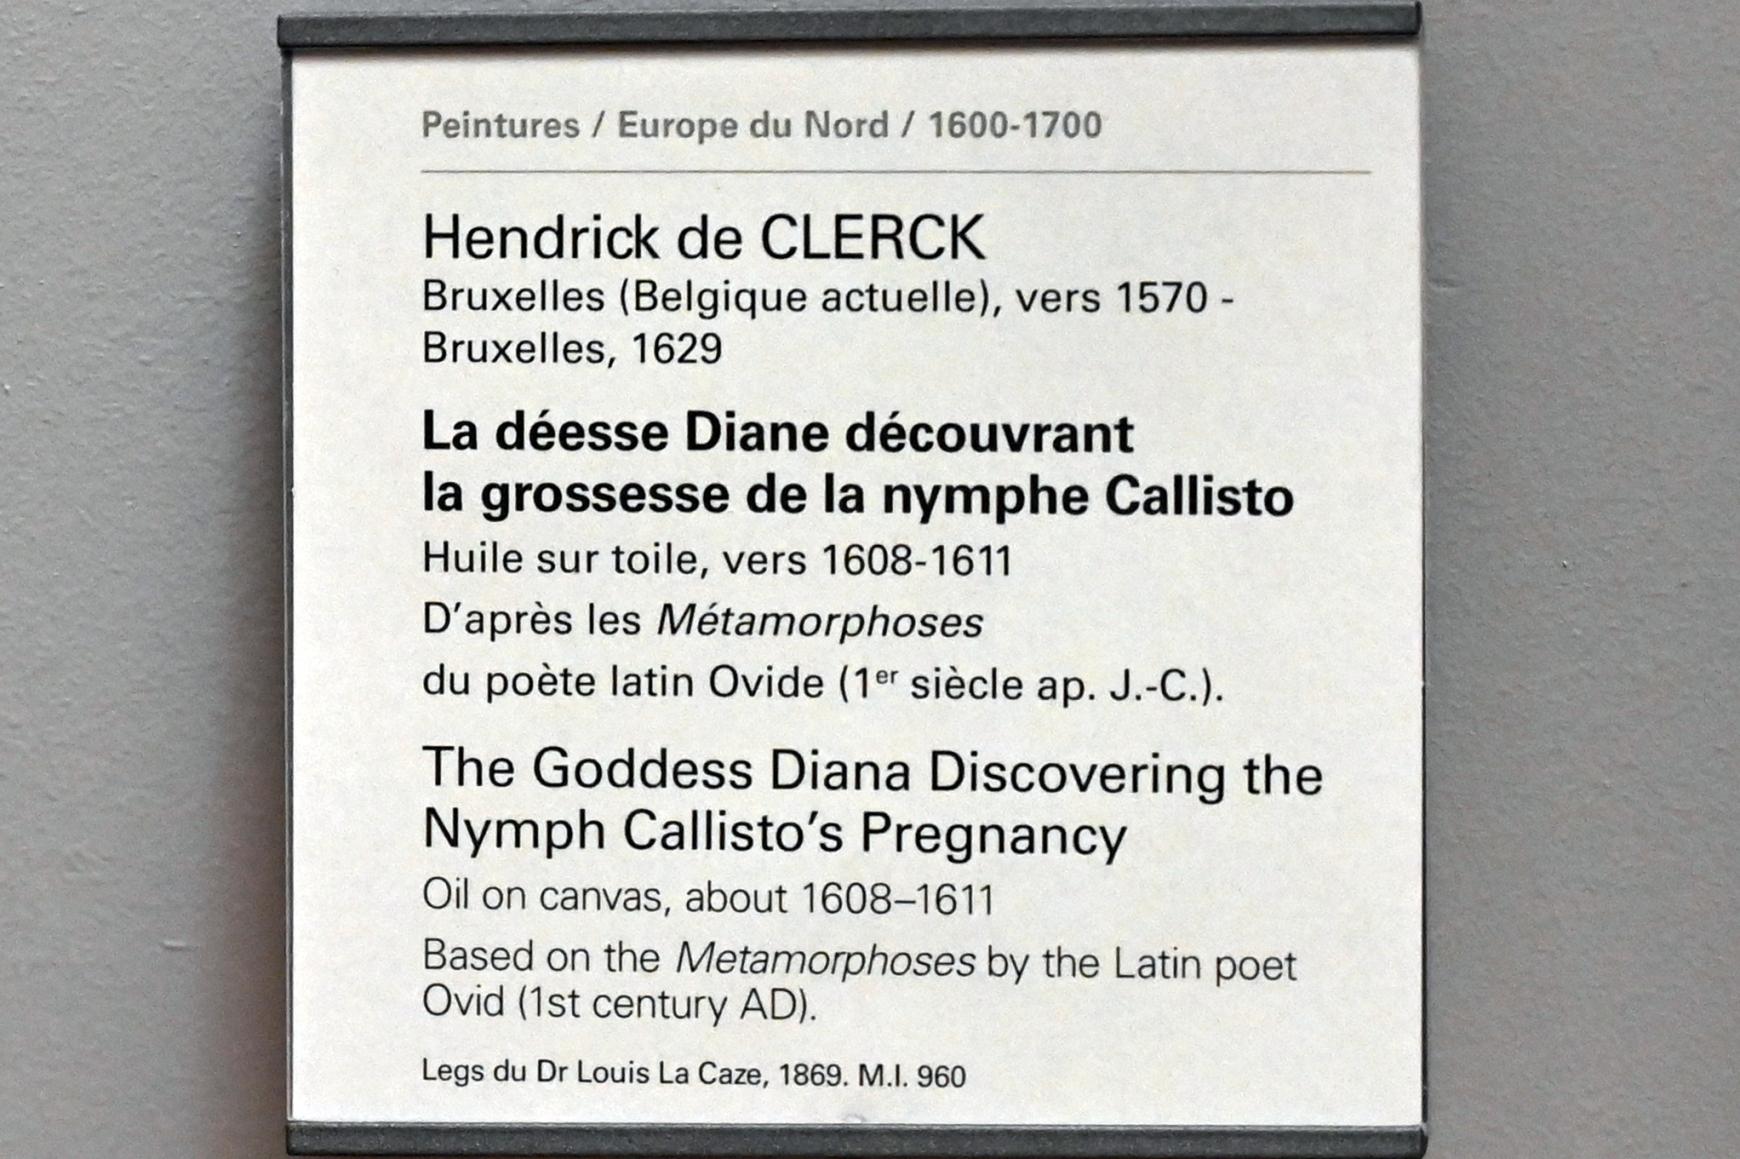 Peintures / Europe du Nord / 1600-1700
Hendrick de CLERCK
Bruxelles (Belgique actuelle), vers 1570 -
Bruxelles, 1629
La déesse Diane découvrant
la grossesse de la nymphe Callisto
Huile sur toile, vers 1608-1611
D'après les Métamorphoses
du poète latin Ovide (1er siècle ap. J.-C.).
The Goddess Diana Discovering the
Nymph Callisto's Pregnancy
Oil on canvas, about 1608–1611
Based on the Metamorphoses by the Latin poet
Ovid (1st century AD).
Legs du Dr Louis La Caze, 1869. M.I. 960